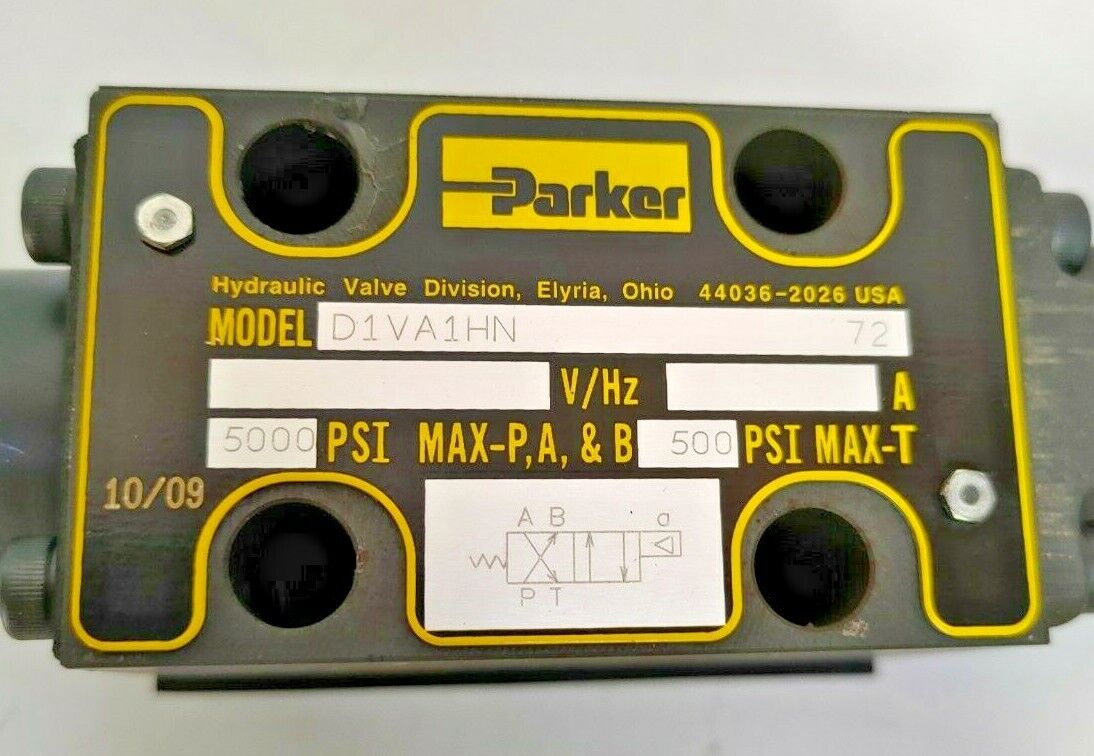 Parker
Hydraulic Valve Division, Elyria, Ohio 44036-2026 USA
MODEL D1VA1HN 72
V/Hz A
5000 PSI MAX-P,A, & B 500 PSI MAX-T
10/09
A B a
P T